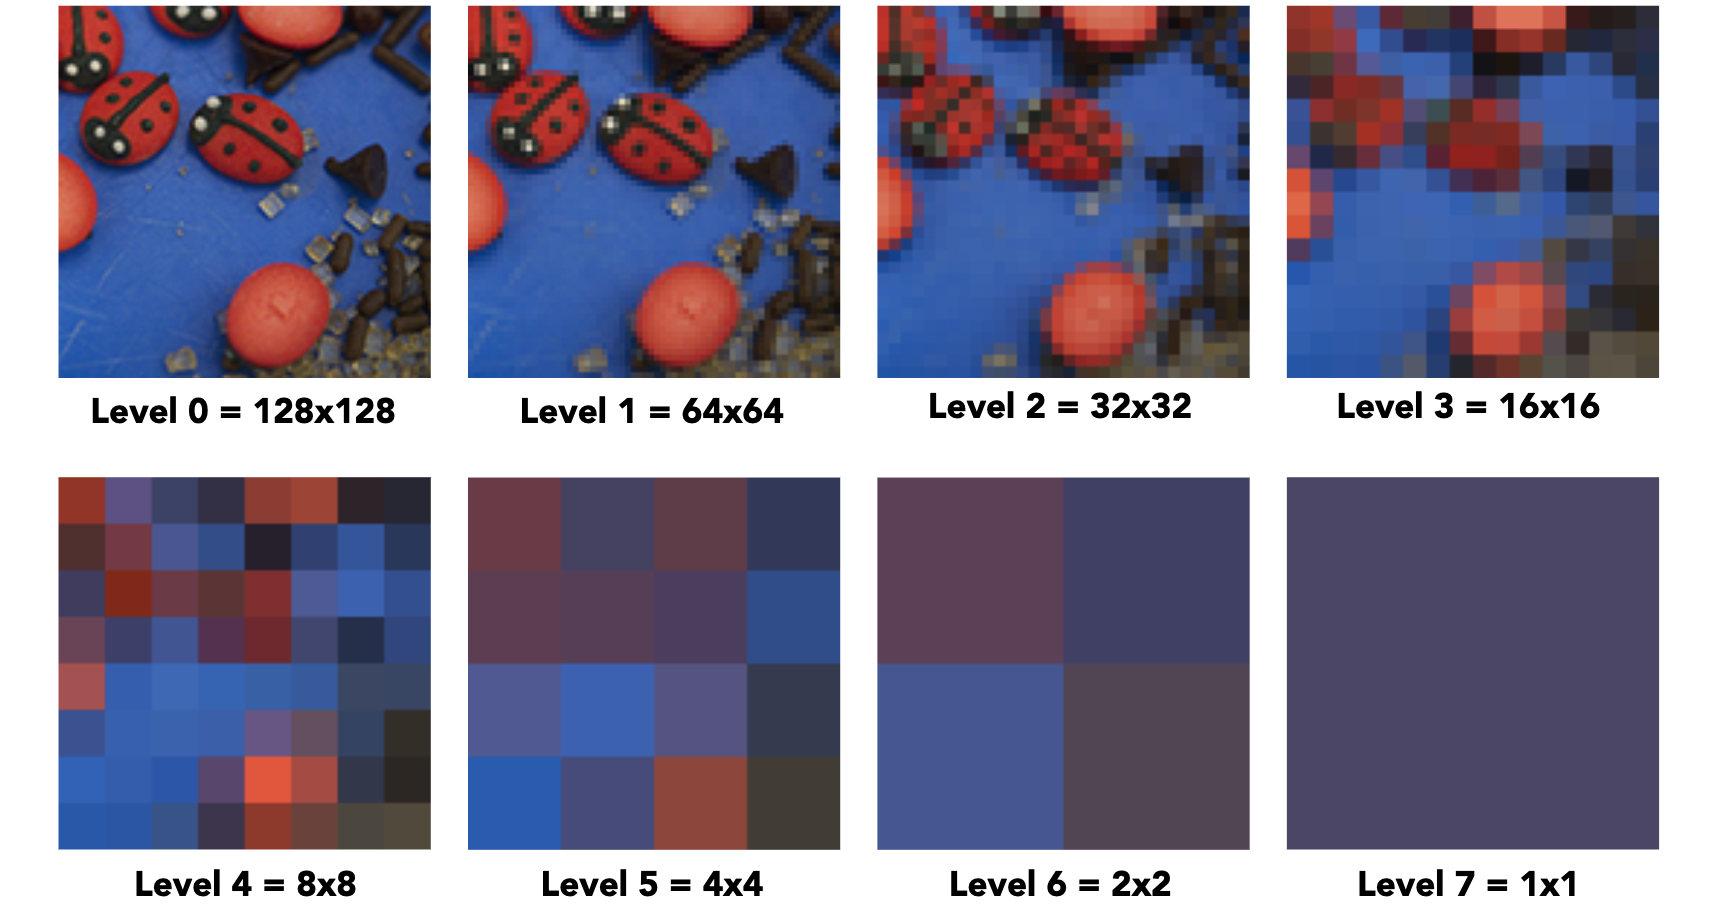 Level 0 = 128x128
Level 1 = 64x64
Level 2 = 32x32
Level 3 = 16x16
Level 4 = 8x8
Level 5 = 4x4
Level 6 = 2x2
Level 7 = 1x1